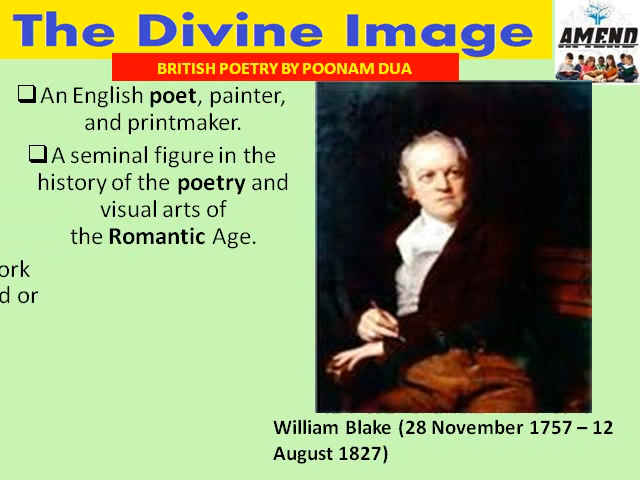 The Divine Image
AMEND
BRITISH POETRY BY POONAM DUA
An English poet, painter,
and printmaker.
A seminal figure in the
history of the poetry and
visual arts of
the Romantic Age.
ork
d or
William Blake (28 November 1757 – 12
August 1827)